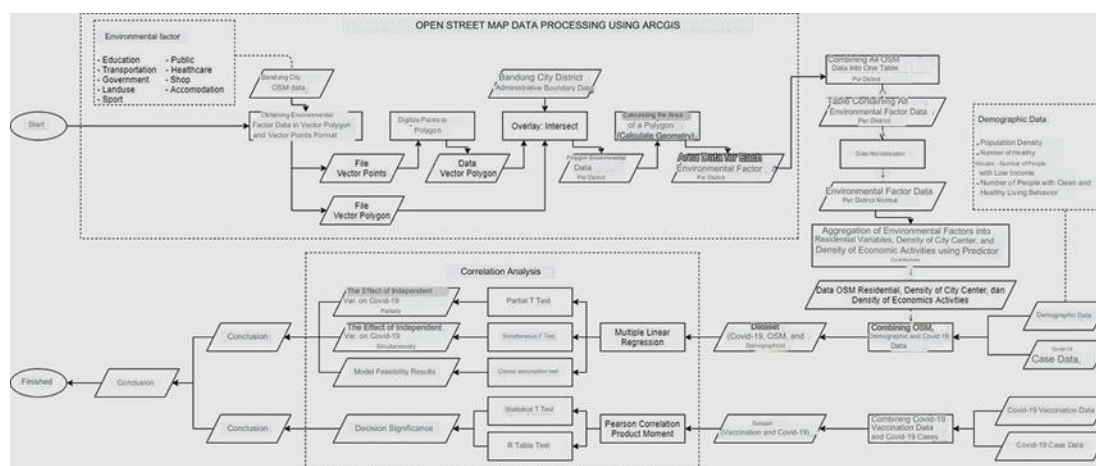 OPEN STREET MAP DATA PROCESSING USING ARCGIS
Environmental factor
- Education
- Transportation
- Government
- Landuse
- Sport
- Public
- Healthcare
- Shop
- Accomodation
Start
Bandung City
OSM data
Obtaining Environmental
Factor Data in Vector Polygon
and Vector Points Format
File
Vector Points
File
Vector Polygon
Digitize Points to
Polygon
Data
Vector Polygon
Bandung City District
Administrative Boundary Data
Overlay: Intersect
Polygon Environmental
Data
Per District
Calculating the Area
of a Polygon
(Calculate Geometry)
Area Data for Each
Environmental Factor
Per District
Combining All OSM
Data into One Table
Per District
Table Containing All
Environmental Factor Data
Per District
Data Normalisation
Environmental Factor Data
Per District Normal
Aggregation of Environmental Factors into
Residential Variables, Density of City Center, and
Density of Economic Activities using Predictor
Data OSM Residential, Density of City Center, dan
Density of Economics Activities
Demographic Data
- Population Density
- Number of Healthy
Houses - Number of People
with Low Income
- Number of People with Clean and
Healthy Living Behavior
Demographic Data
Covid-19
Case Data,
Combining OSM,
Demographic and Covid-19
Data
Dataset
(Covid-19, OSM, and
Demographics)
Multiple Linear
Regression
Correlation Analysis
Partial T Test
Simultaneous F Test
Classic assumption test
The Effect of Independent
Var. on Covid-19
Partially
The Effect of Independent
Var. on Covid-19
Simultaneously
Model Feasibility Results
Conclusion
Finished
Conclusion
Covid-19 Vaccination Data
Covid-19 Case Data
Combining Covid-19
Vaccination Data
and Covid-19 Cases
Dataset
(Vaccination and Covid-19)
Pearson Correlation
Product Moment
Statistical T Test
R Table Test
Decision Significance
Conclusion